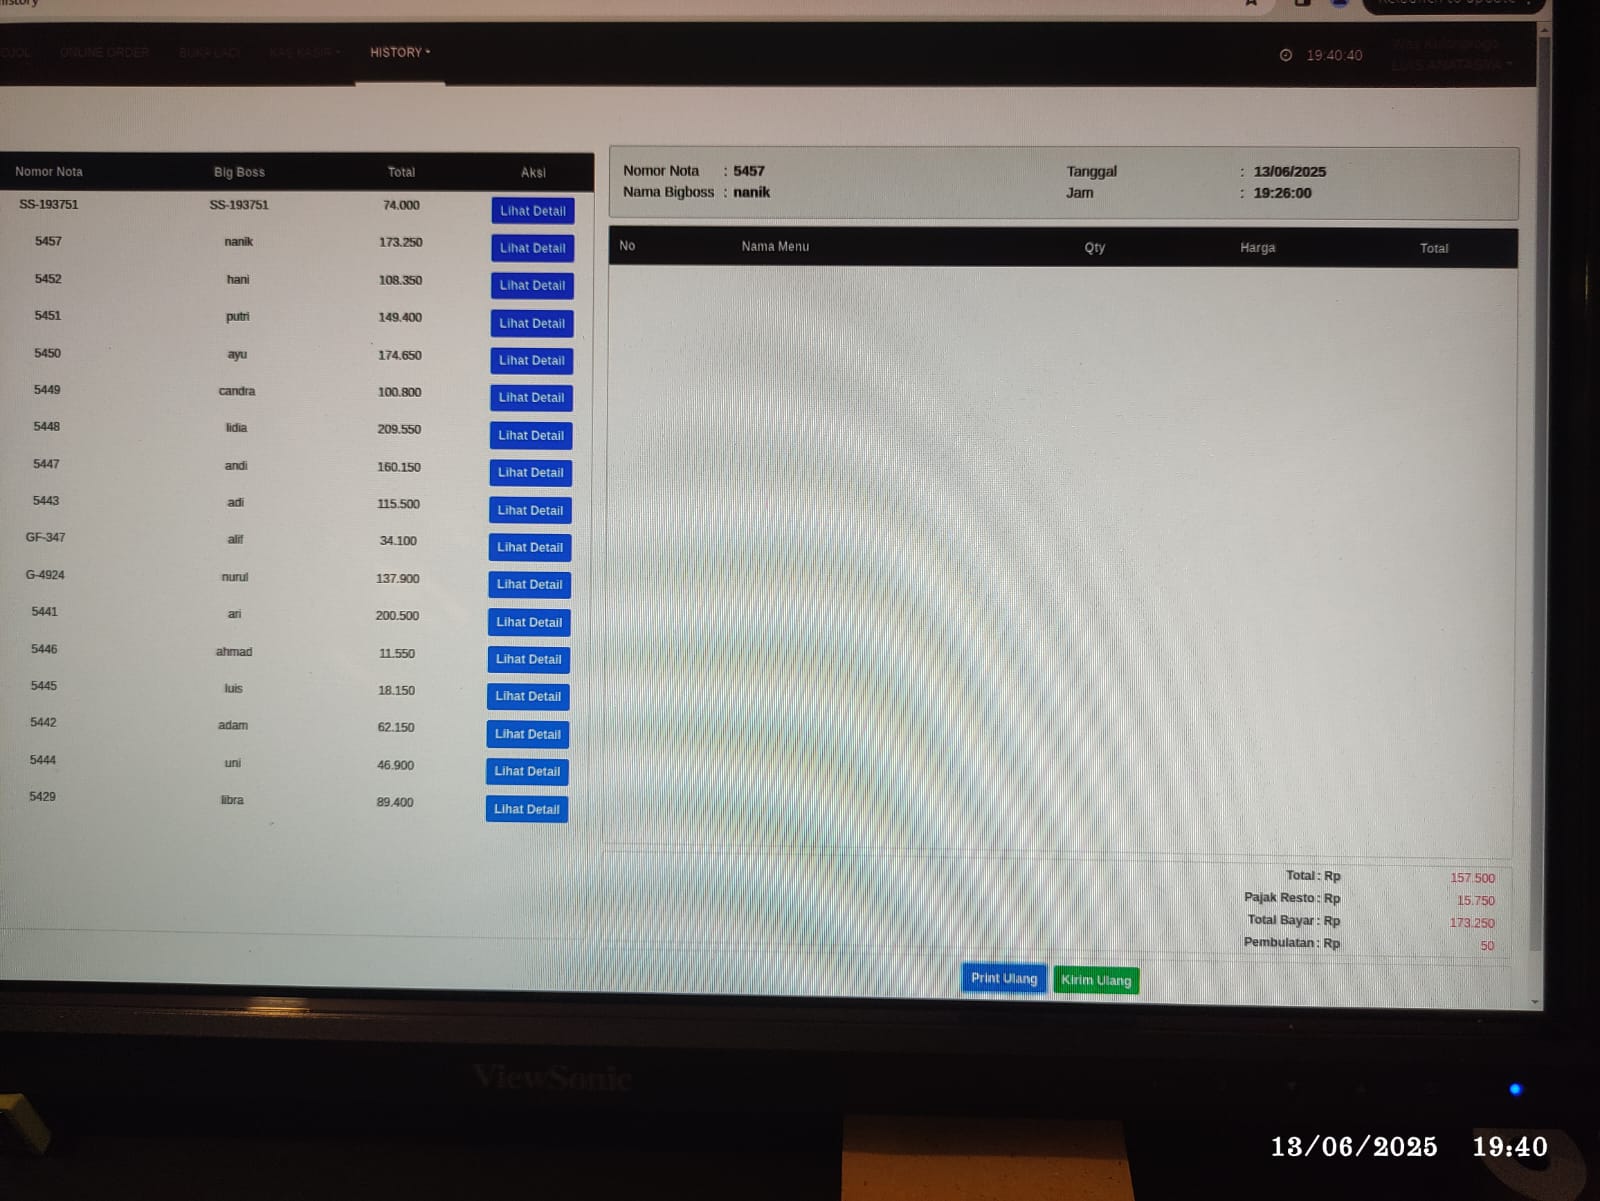 ONLINE ORDER BUKA LACI KAS KASIR HISTORY 19:40:40
LUIS ANATASYA
Nomor Nota Big Boss Total Aksi
SS-193751 SS-193751 74.000 Lihat Detail
5457 nanik 173.250 Lihat Detail
5452 hani 108.350 Lihat Detail
5451 putri 149.400 Lihat Detail
5450 ayu 174.650 Lihat Detail
5449 candra 100.800 Lihat Detail
5448 lidia 209.550 Lihat Detail
5447 andi 160.150 Lihat Detail
5443 adi 115.500 Lihat Detail
GF-347 alif 34.100 Lihat Detail
G-4924 nurul 137.900 Lihat Detail
5441 ari 200.500 Lihat Detail
5446 ahmad 11.550 Lihat Detail
5445 luis 18.150 Lihat Detail
5442 adam 62.150 Lihat Detail
5444 uni 46.900 Lihat Detail
5429 libra 89.400 Lihat Detail
Nomor Nota : 5457 Tanggal : 13/06/2025
Nama Bigboss : nanik Jam : 19:26:00
No Nama Menu Qty Harga Total
Total : Rp 157.500
Pajak Resto : Rp 15.750
Total Bayar : Rp 173.250
Pembulatan : Rp 50
Print Ulang Kirim Ulang
ViewSonic
13/06/2025 19:40